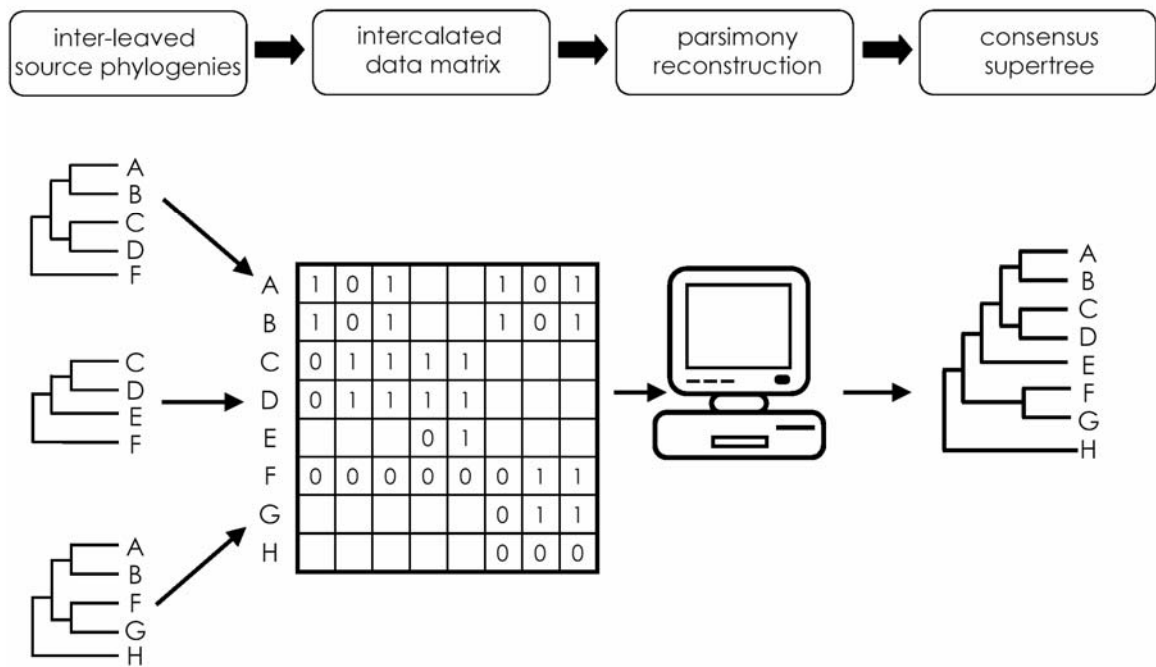 inter-leaved
source phylogenies
intercalated
data matrix
parsimony
reconstruction
consensus
supertree
A
B
C
D
F
C
D
E
F
A
B
F
G
H
A 1 0 1 1 0 1
B 1 0 1 1 0 1
C 0 1 1 1 1
D 0 1 1 1 1
E 0 1
F 0 0 0 0 0 0 1 1
G 0 1 1
H 0 0 0
A
B
C
D
E
F
G
H